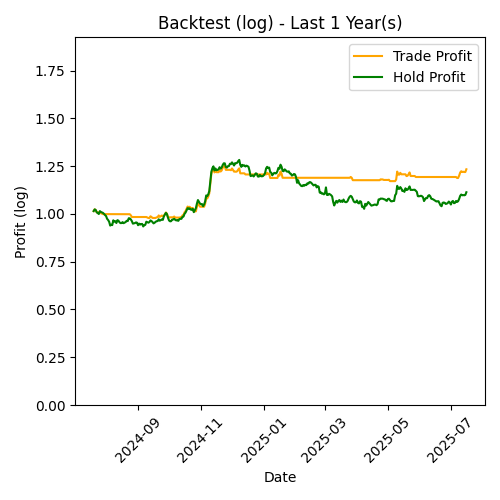 Backtest (log) - Last 1 Year(s)
Trade Profit
Hold Profit
1.75
1.50
1.25
1.00
0.75
0.50
0.25
0.00
Profit (log)
2024-09
2024-11
2025-01
2025-03
2025-05
2025-07
Date